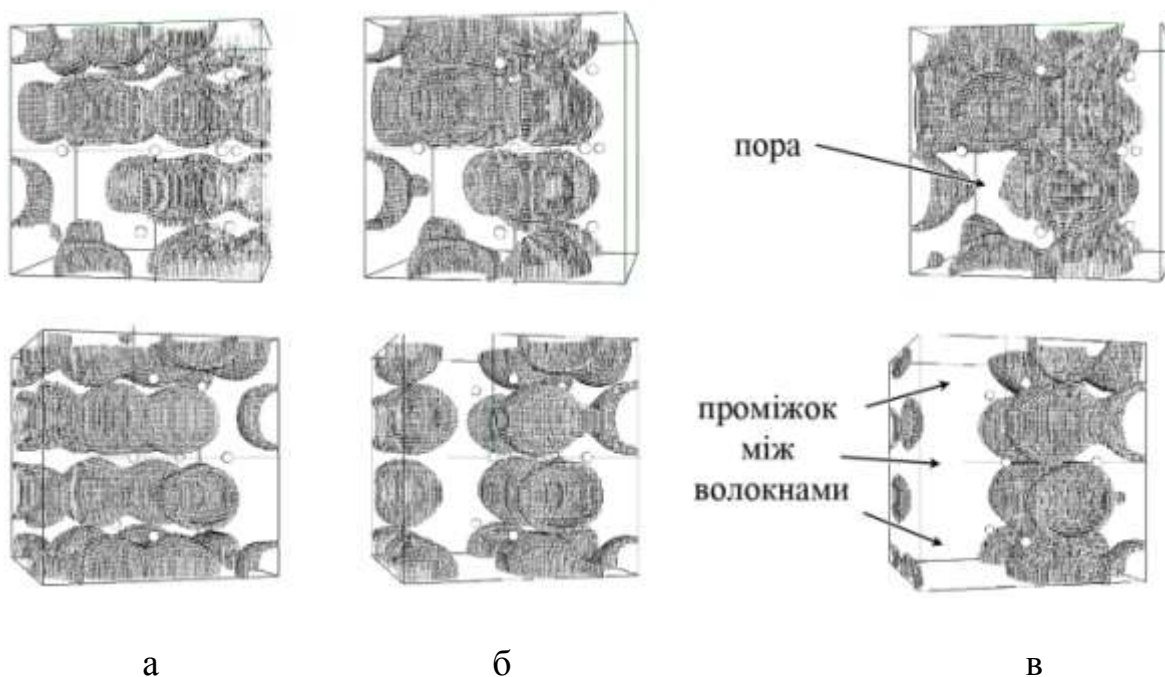 пора
проміжок
між
волокнами
а
б
в